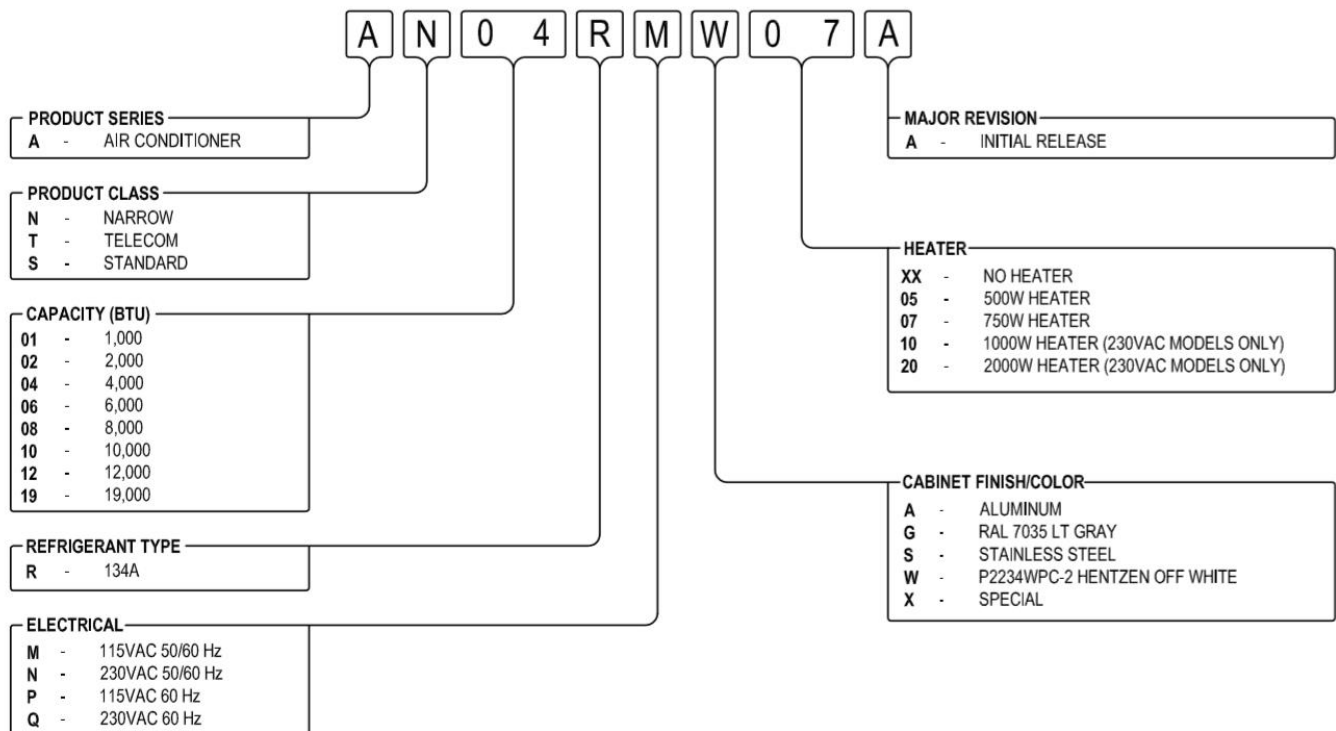 A N 0 4 R M W 0 7 A
PRODUCT SERIES
A - AIR CONDITIONER
PRODUCT CLASS
N - NARROW
T - TELECOM
S - STANDARD
CAPACITY (BTU)
01 - 1,000
02 - 2,000
04 - 4,000
06 - 6,000
08 - 8,000
10 - 10,000
12 - 12,000
19 - 19,000
REFRIGERANT TYPE
R - 134A
ELECTRICAL
M - 115VAC 50/60 Hz
N - 230VAC 50/60 Hz
P - 115VAC 60 Hz
Q - 230VAC 60 Hz
MAJOR REVISION
A - INITIAL RELEASE
HEATER
XX - NO HEATER
05 - 500W HEATER
07 - 750W HEATER
10 - 1000W HEATER (230VAC MODELS ONLY)
20 - 2000W HEATER (230VAC MODELS ONLY)
CABINET FINISH/COLOR
A - ALUMINUM
G - RAL 7035 LT GRAY
S - STAINLESS STEEL
W - P2234WPC-2 HENTZEN OFF WHITE
X - SPECIAL